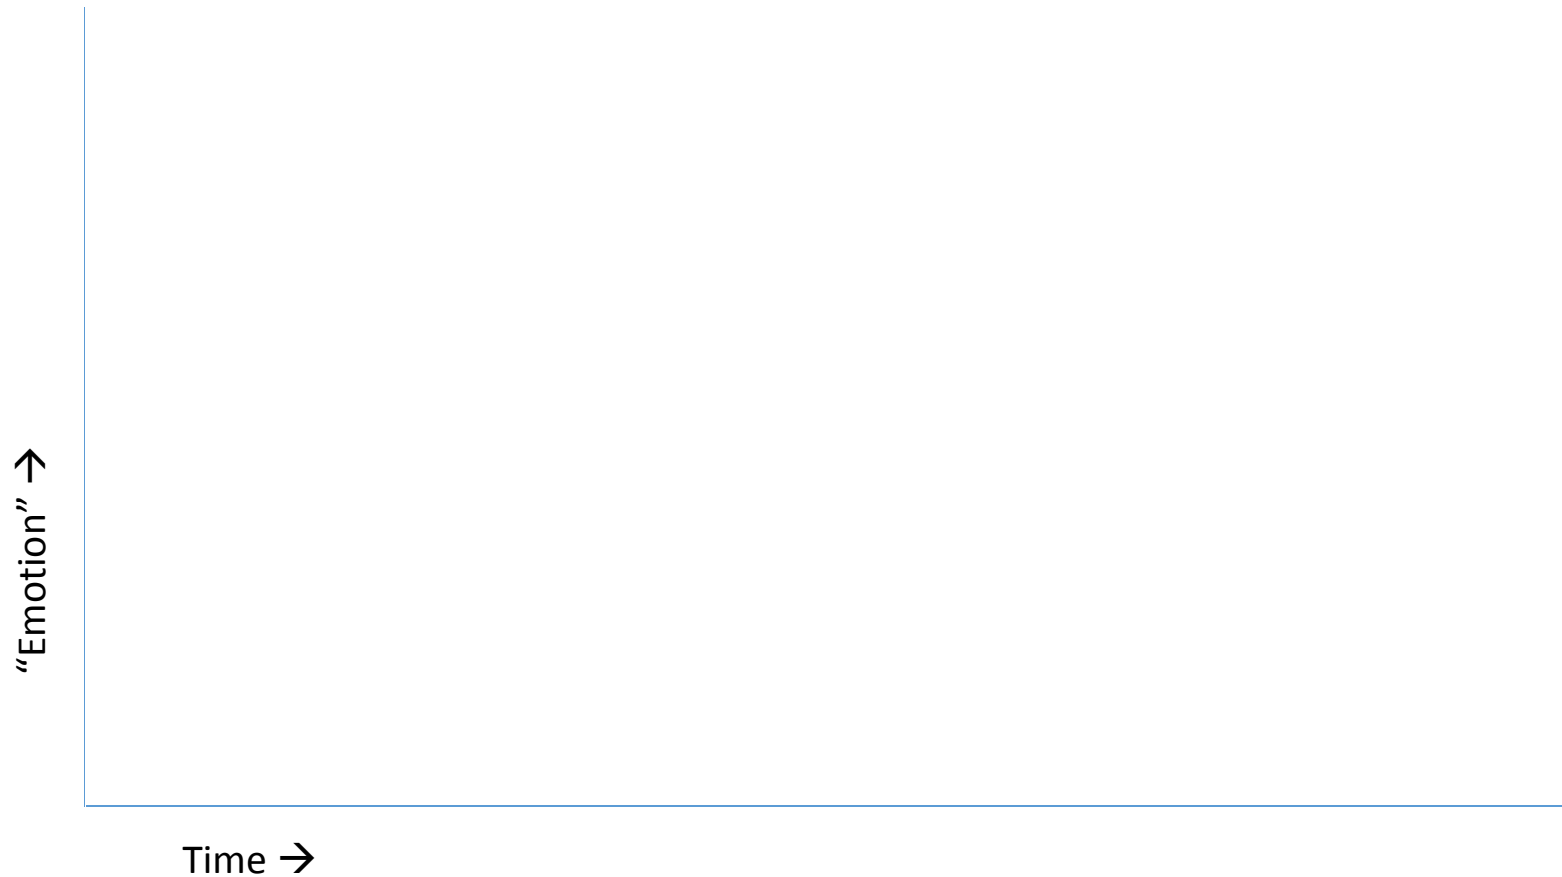 “Emotion” →
Time →